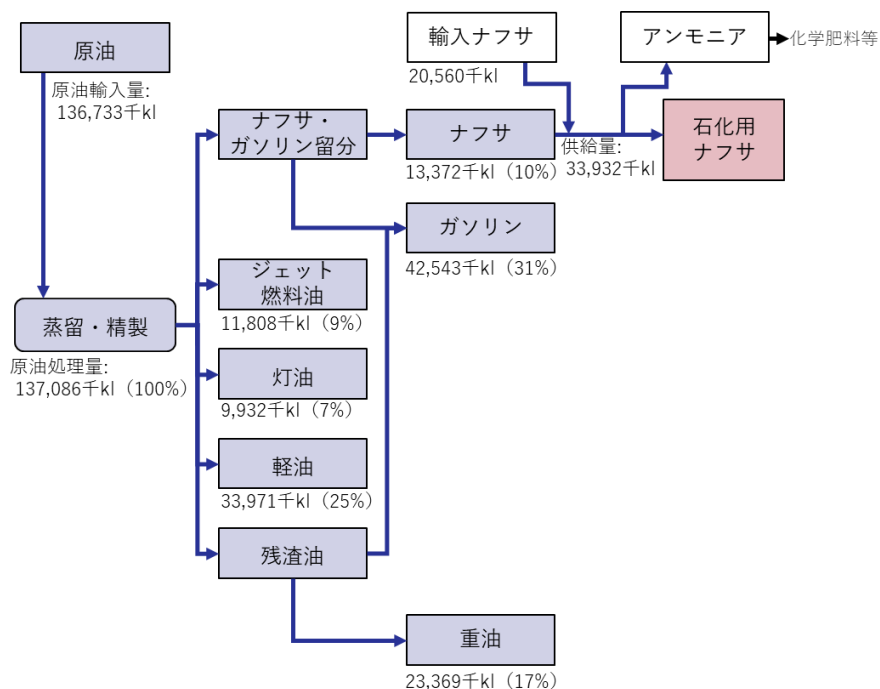 原油
原油輸入量:
136,733千kl
輸入ナフサ
20,560千kl
アンモニア
化学肥料等
ナフサ・
ガソリン留分
ナフサ
13,372千kl（10%）
供給量:
33,932千kl
石化用
ナフサ
ガソリン
42,543千kl（31%）
ジェット
燃料油
11,808千kl（9%）
蒸留・精製
原油処理量:
137,086千kl（100%）
灯油
9,932千kl（7%）
軽油
33,971千kl（25%）
残渣油
重油
23,369千kl（17%）